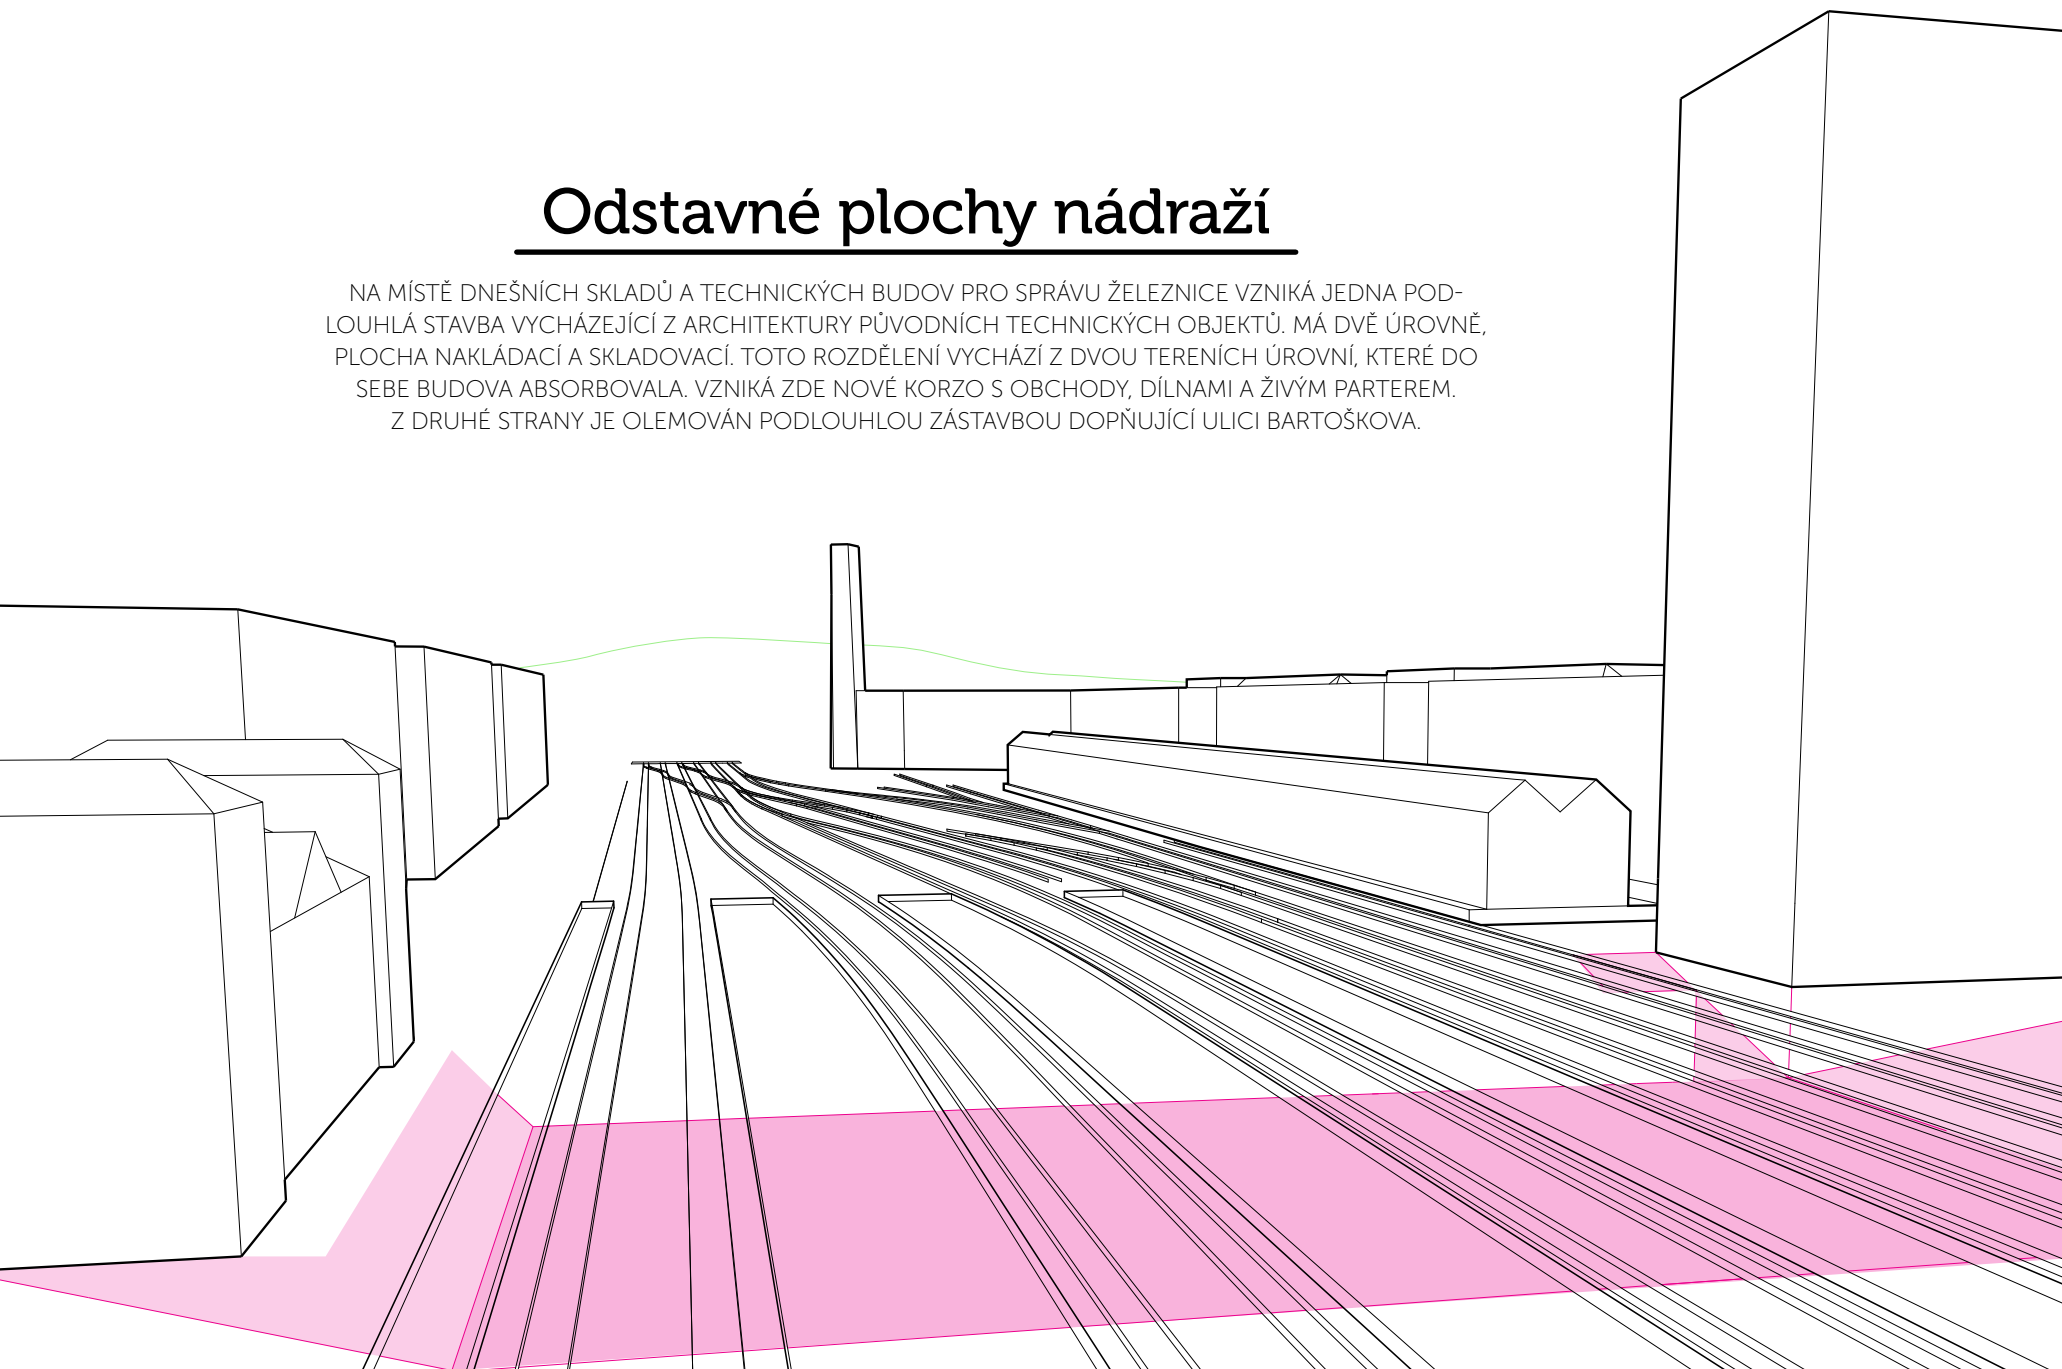 Odstavné plochy nádraží
NA MÍSTĚ DNEŠNÍCH SKLADŮ A TECHNICKÝCH BUDOV PRO SPRÁVU ŽELEZNICE VZNIKÁ JEDNA POD-
LOUHLÁ STAVBA VYCHÁZEJÍCÍ Z ARCHITEKTURY PŮVODNÍCH TECHNICKÝCH OBJEKTŮ. MÁ DVĚ ÚROVNĚ,
PLOCHA NAKLÁDACÍ A SKLADOVACÍ. TOTO ROZDĚLENÍ VYCHÁZÍ Z DVOU TERENÍCH ÚROVNÍ, KTERÉ DO
SEBE BUDOVA ABSORBOVALA. VZNIKÁ ZDE NOVÉ KORZO S OBCHODY, DÍLNAMI A ŽIVÝM PARTEREM.
Z DRUHÉ STRANY JE OLEMOVÁN PODLOUHLOU ZÁSTAVBOU DOPŇUJÍCÍ ULICI BARTOŠKOVA.